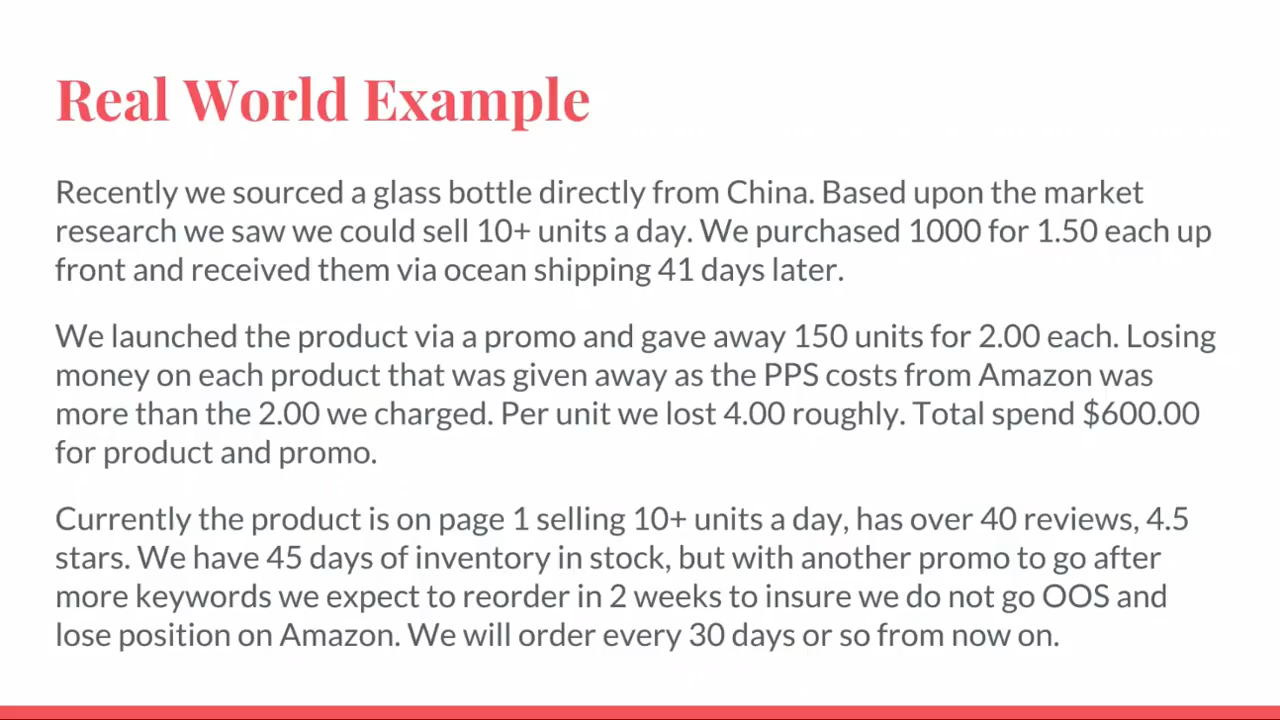 Real World Example
Recently we sourced a glass bottle directly from China. Based upon the market
research we saw we could sell 10+ units a day. We purchased 1000 for 1.50 each up
front and received them via ocean shipping 41 days later.
We launched the product via a promo and gave away 150 units for 2.00 each. Losing
money on each product that was given away as the PPS costs from Amazon was
more than the 2.00 we charged. Per unit we lost 4.00 roughly. Total spend $600.00
for product and promo.
Currently the product is on page 1 selling 10+ units a day, has over 40 reviews, 4.5
stars. We have 45 days of inventory in stock, but with another promo to go after
more keywords we expect to reorder in 2 weeks to insure we do not go OOS and
lose position on Amazon. We will order every 30 days or so from now on.